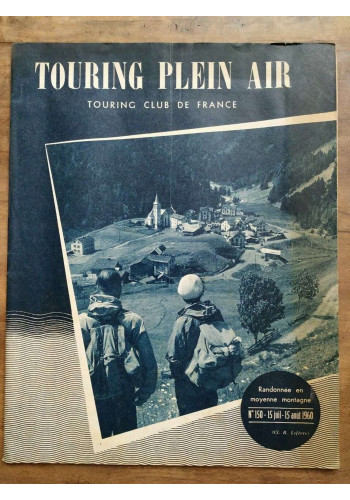 TOURING PLEIN AIR
TOURING CLUB DE FRANCE
Randonnée en
moyenne montagne
N° 150 - 15 juil - 15 août 1960